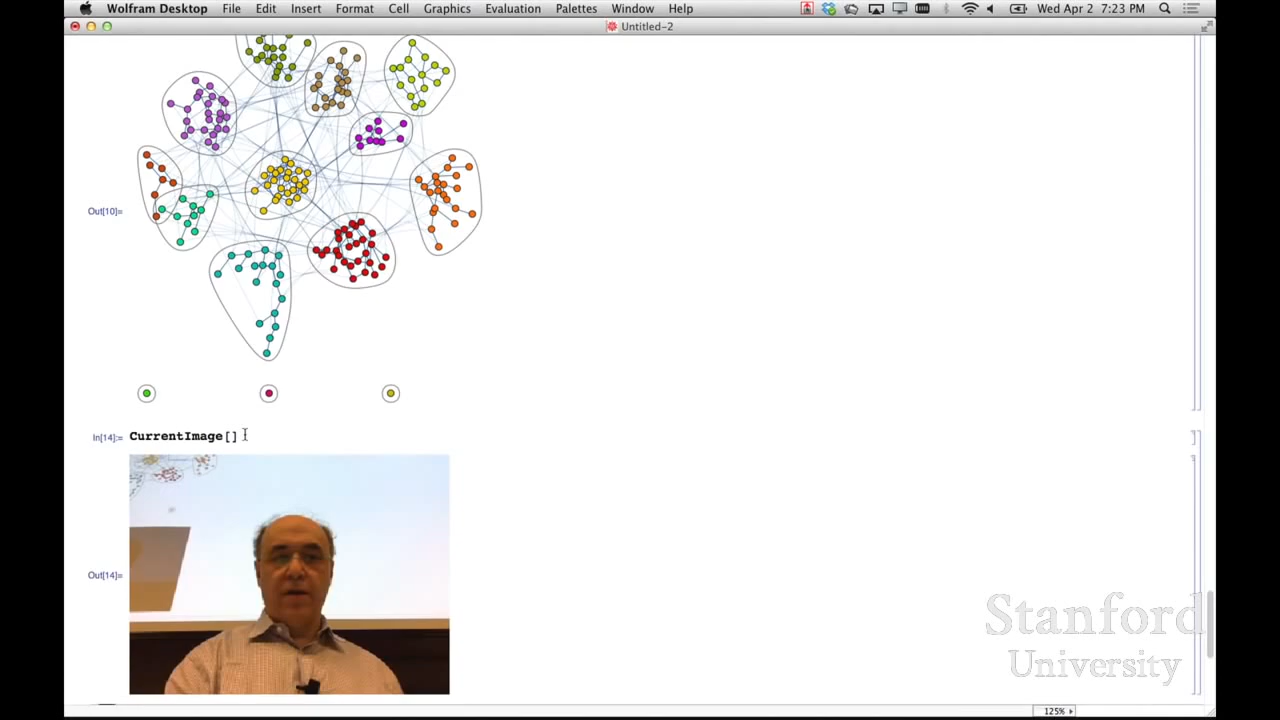 Wolfram Desktop File Edit Insert Format Cell Graphics Evaluation Palettes Window Help Wed Apr 2 7:23 PM
Untitled-2
Out[10]=
In[14]:= CurrentImage[]
Out[14]=
Stanford
University
125%